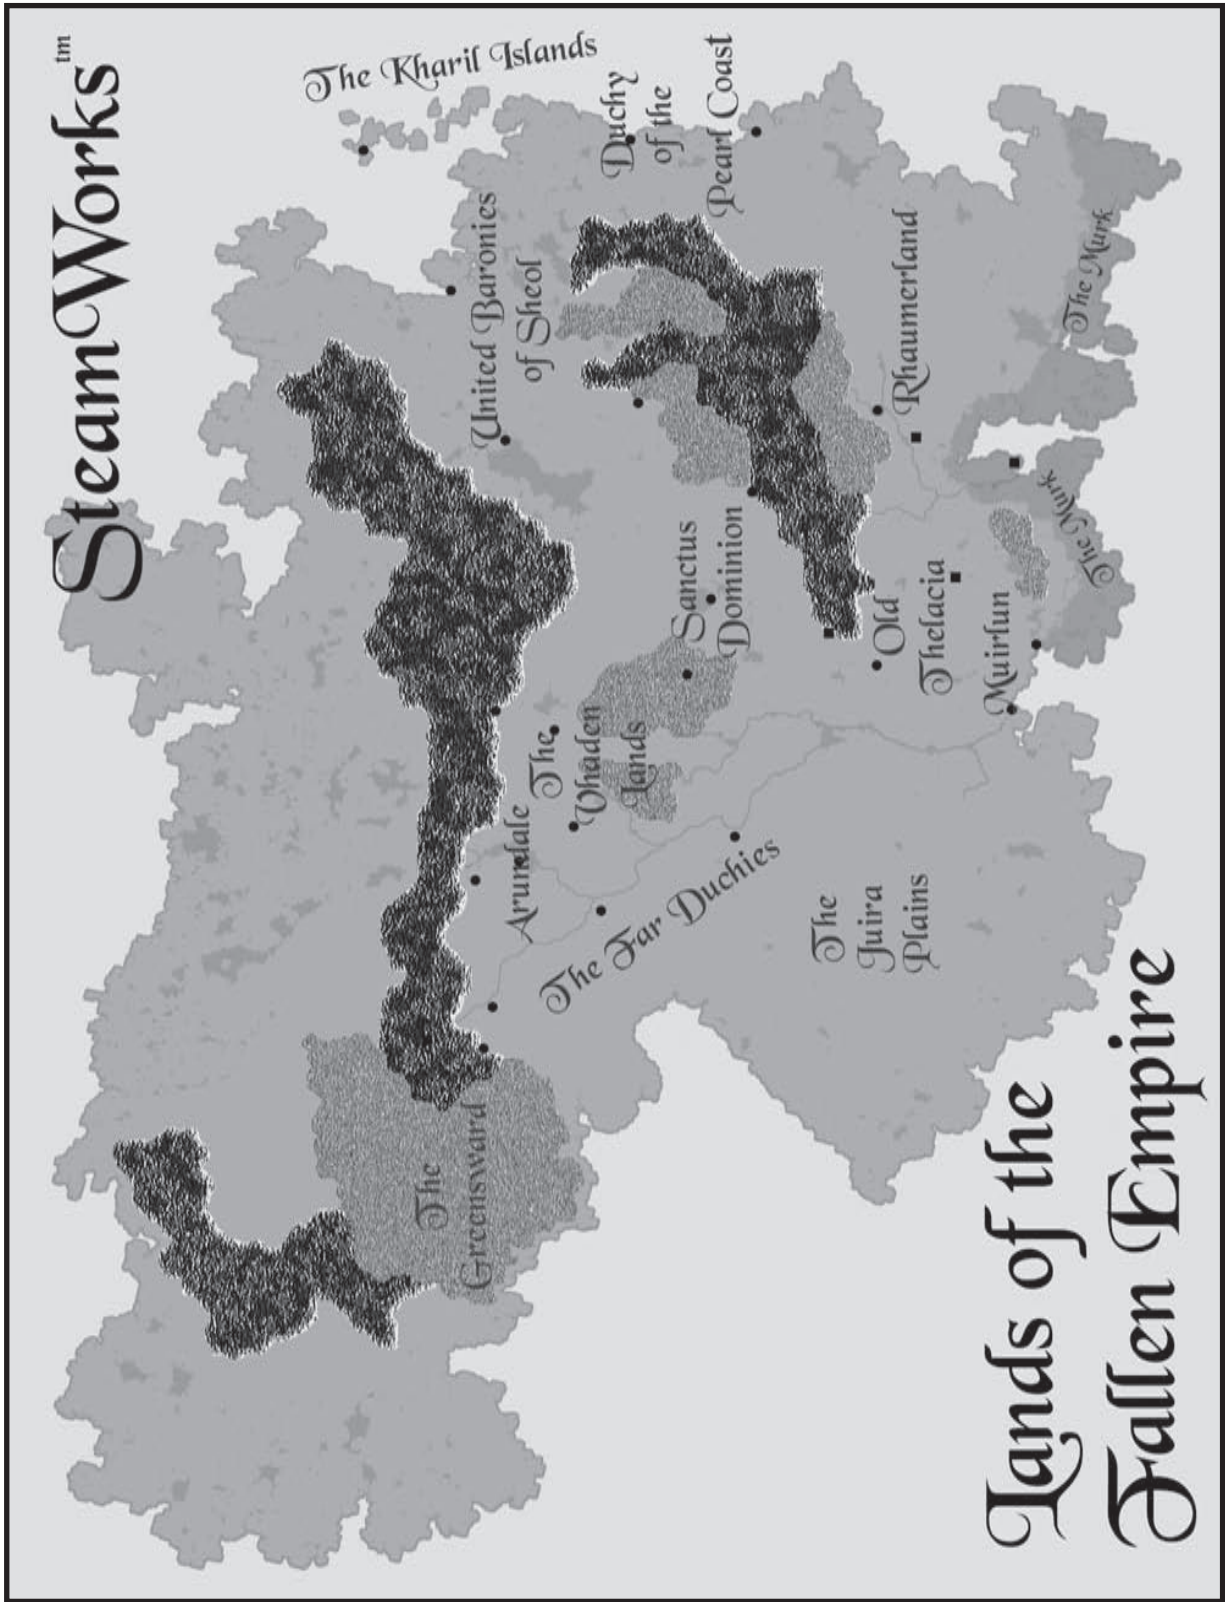 SteamWorks™
The Kharil Islands
Duchy
of the
Pearl Coast
United Baronies
of Sheol
Rhaumerland
The Murk
The Murk
Sanctus
Dominion
Old
Thelacia
Muirlun
The
Vhaden
Lands
Arundale
The Far Duchies
The
Juira
Plains
The
Greensward
Lands of the
Fallen Empire